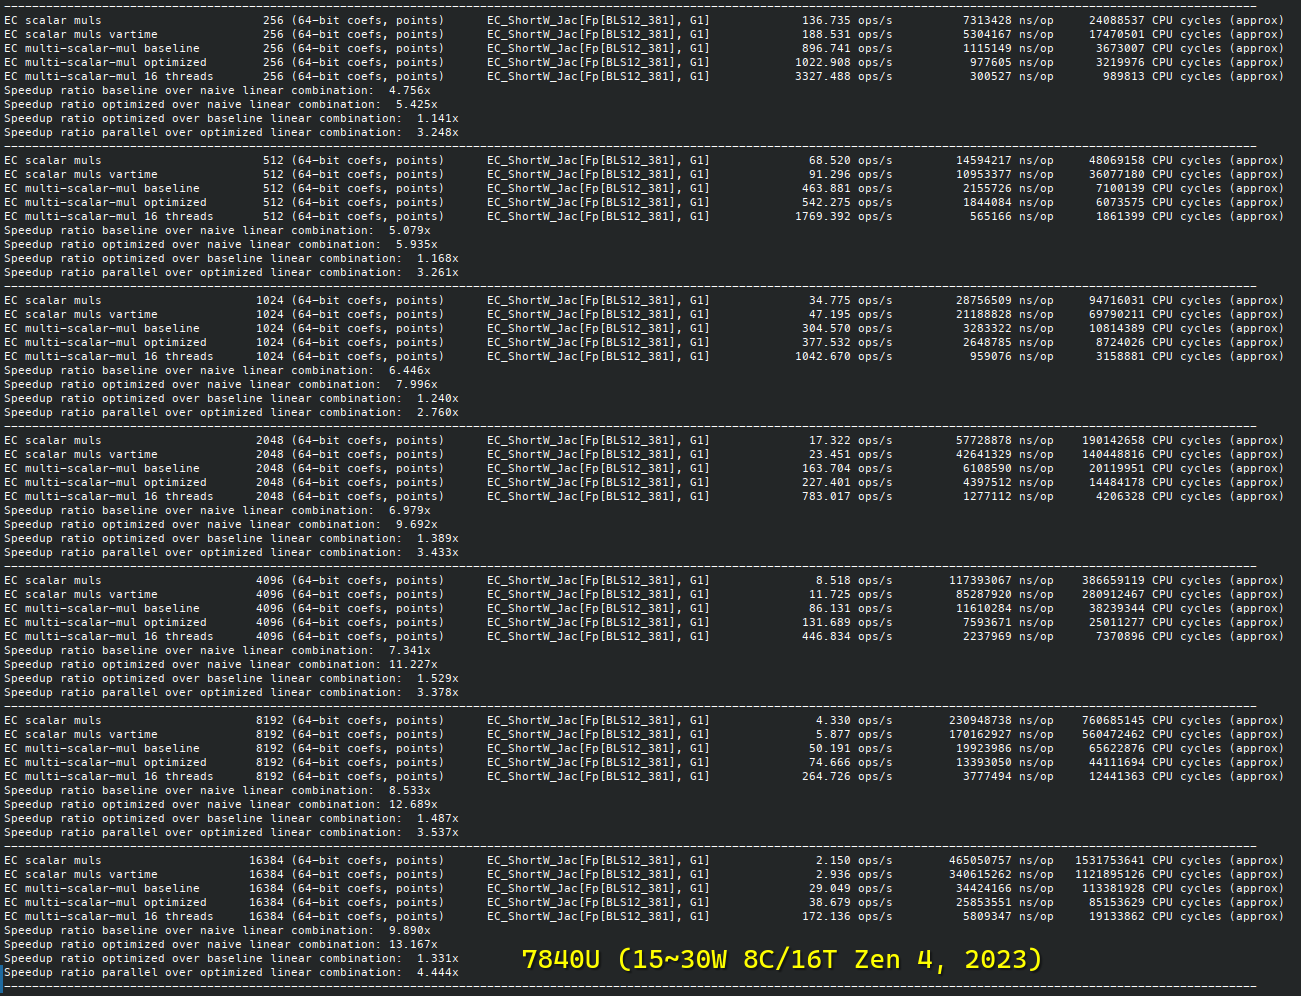 EC scalar muls 256 (64-bit coefs, points) EC_ShortW_Jac[Fp[BLS12_381], G1] 136.735 ops/s 7313428 ns/op 24088537 CPU cycles (approx)
EC scalar muls vartime 256 (64-bit coefs, points) EC_ShortW_Jac[Fp[BLS12_381], G1] 188.531 ops/s 5304167 ns/op 17470501 CPU cycles (approx)
EC multi-scalar-mul baseline 256 (64-bit coefs, points) EC_ShortW_Jac[Fp[BLS12_381], G1] 896.741 ops/s 1115149 ns/op 3673007 CPU cycles (approx)
EC multi-scalar-mul optimized 256 (64-bit coefs, points) EC_ShortW_Jac[Fp[BLS12_381], G1] 1022.908 ops/s 977605 ns/op 3219976 CPU cycles (approx)
EC multi-scalar-mul 16 threads 256 (64-bit coefs, points) EC_ShortW_Jac[Fp[BLS12_381], G1] 3327.488 ops/s 300527 ns/op 989813 CPU cycles (approx)
Speedup ratio baseline over naive linear combination: 4.756x
Speedup ratio optimized over naive linear combination: 5.425x
Speedup ratio optimized over baseline linear combination: 1.141x
Speedup ratio parallel over optimized linear combination: 3.248x
EC scalar muls 512 (64-bit coefs, points) EC_ShortW_Jac[Fp[BLS12_381], G1] 68.520 ops/s 14594217 ns/op 48069158 CPU cycles (approx)
EC scalar muls vartime 512 (64-bit coefs, points) EC_ShortW_Jac[Fp[BLS12_381], G1] 91.296 ops/s 10953377 ns/op 36077180 CPU cycles (approx)
EC multi-scalar-mul baseline 512 (64-bit coefs, points) EC_ShortW_Jac[Fp[BLS12_381], G1] 463.881 ops/s 2155726 ns/op 7100139 CPU cycles (approx)
EC multi-scalar-mul optimized 512 (64-bit coefs, points) EC_ShortW_Jac[Fp[BLS12_381], G1] 542.275 ops/s 1844084 ns/op 6073575 CPU cycles (approx)
EC multi-scalar-mul 16 threads 512 (64-bit coefs, points) EC_ShortW_Jac[Fp[BLS12_381], G1] 1769.392 ops/s 565166 ns/op 1861399 CPU cycles (approx)
Speedup ratio baseline over naive linear combination: 5.079x
Speedup ratio optimized over naive linear combination: 5.935x
Speedup ratio optimized over baseline linear combination: 1.168x
Speedup ratio parallel over optimized linear combination: 3.261x
EC scalar muls 1024 (64-bit coefs, points) EC_ShortW_Jac[Fp[BLS12_381], G1] 34.775 ops/s 28756509 ns/op 94716031 CPU cycles (approx)
EC scalar muls vartime 1024 (64-bit coefs, points) EC_ShortW_Jac[Fp[BLS12_381], G1] 47.195 ops/s 21188828 ns/op 69790211 CPU cycles (approx)
EC multi-scalar-mul baseline 1024 (64-bit coefs, points) EC_ShortW_Jac[Fp[BLS12_381], G1] 304.570 ops/s 3283322 ns/op 10814389 CPU cycles (approx)
EC multi-scalar-mul optimized 1024 (64-bit coefs, points) EC_ShortW_Jac[Fp[BLS12_381], G1] 377.532 ops/s 2648785 ns/op 8724026 CPU cycles (approx)
EC multi-scalar-mul 16 threads 1024 (64-bit coefs, points) EC_ShortW_Jac[Fp[BLS12_381], G1] 1042.670 ops/s 959076 ns/op 3158881 CPU cycles (approx)
Speedup ratio baseline over naive linear combination: 6.446x
Speedup ratio optimized over naive linear combination: 7.996x
Speedup ratio optimized over baseline linear combination: 1.240x
Speedup ratio parallel over optimized linear combination: 2.760x
EC scalar muls 2048 (64-bit coefs, points) EC_ShortW_Jac[Fp[BLS12_381], G1] 17.322 ops/s 57728878 ns/op 190142658 CPU cycles (approx)
EC scalar muls vartime 2048 (64-bit coefs, points) EC_ShortW_Jac[Fp[BLS12_381], G1] 23.451 ops/s 42641329 ns/op 140448816 CPU cycles (approx)
EC multi-scalar-mul baseline 2048 (64-bit coefs, points) EC_ShortW_Jac[Fp[BLS12_381], G1] 163.704 ops/s 6108590 ns/op 20119951 CPU cycles (approx)
EC multi-scalar-mul optimized 2048 (64-bit coefs, points) EC_ShortW_Jac[Fp[BLS12_381], G1] 227.401 ops/s 4397512 ns/op 14484178 CPU cycles (approx)
EC multi-scalar-mul 16 threads 2048 (64-bit coefs, points) EC_ShortW_Jac[Fp[BLS12_381], G1] 783.017 ops/s 1277112 ns/op 4206328 CPU cycles (approx)
Speedup ratio baseline over naive linear combination: 6.979x
Speedup ratio optimized over naive linear combination: 9.692x
Speedup ratio optimized over baseline linear combination: 1.389x
Speedup ratio parallel over optimized linear combination: 3.433x
EC scalar muls 4096 (64-bit coefs, points) EC_ShortW_Jac[Fp[BLS12_381], G1] 8.518 ops/s 117393067 ns/op 386659119 CPU cycles (approx)
EC scalar muls vartime 4096 (64-bit coefs, points) EC_ShortW_Jac[Fp[BLS12_381], G1] 11.725 ops/s 85287920 ns/op 280912467 CPU cycles (approx)
EC multi-scalar-mul baseline 4096 (64-bit coefs, points) EC_ShortW_Jac[Fp[BLS12_381], G1] 86.131 ops/s 11610284 ns/op 38239344 CPU cycles (approx)
EC multi-scalar-mul optimized 4096 (64-bit coefs, points) EC_ShortW_Jac[Fp[BLS12_381], G1] 131.689 ops/s 7593671 ns/op 25011277 CPU cycles (approx)
EC multi-scalar-mul 16 threads 4096 (64-bit coefs, points) EC_ShortW_Jac[Fp[BLS12_381], G1] 446.834 ops/s 2237969 ns/op 7370896 CPU cycles (approx)
Speedup ratio baseline over naive linear combination: 7.341x
Speedup ratio optimized over naive linear combination: 11.227x
Speedup ratio optimized over baseline linear combination: 1.529x
Speedup ratio parallel over optimized linear combination: 3.378x
EC scalar muls 8192 (64-bit coefs, points) EC_ShortW_Jac[Fp[BLS12_381], G1] 4.330 ops/s 230948738 ns/op 760685145 CPU cycles (approx)
EC scalar muls vartime 8192 (64-bit coefs, points) EC_ShortW_Jac[Fp[BLS12_381], G1] 5.877 ops/s 170162927 ns/op 560472462 CPU cycles (approx)
EC multi-scalar-mul baseline 8192 (64-bit coefs, points) EC_ShortW_Jac[Fp[BLS12_381], G1] 50.191 ops/s 19923986 ns/op 65622876 CPU cycles (approx)
EC multi-scalar-mul optimized 8192 (64-bit coefs, points) EC_ShortW_Jac[Fp[BLS12_381], G1] 74.666 ops/s 13393050 ns/op 44111694 CPU cycles (approx)
EC multi-scalar-mul 16 threads 8192 (64-bit coefs, points) EC_ShortW_Jac[Fp[BLS12_381], G1] 264.726 ops/s 3777494 ns/op 12441363 CPU cycles (approx)
Speedup ratio baseline over naive linear combination: 8.533x
Speedup ratio optimized over naive linear combination: 12.689x
Speedup ratio optimized over baseline linear combination: 1.487x
Speedup ratio parallel over optimized linear combination: 3.537x
EC scalar muls 16384 (64-bit coefs, points) EC_ShortW_Jac[Fp[BLS12_381], G1] 2.150 ops/s 465050757 ns/op 1531753641 CPU cycles (approx)
EC scalar muls vartime 16384 (64-bit coefs, points) EC_ShortW_Jac[Fp[BLS12_381], G1] 2.936 ops/s 340615262 ns/op 1121895126 CPU cycles (approx)
EC multi-scalar-mul baseline 16384 (64-bit coefs, points) EC_ShortW_Jac[Fp[BLS12_381], G1] 29.049 ops/s 34424166 ns/op 113381928 CPU cycles (approx)
EC multi-scalar-mul optimized 16384 (64-bit coefs, points) EC_ShortW_Jac[Fp[BLS12_381], G1] 38.679 ops/s 25853551 ns/op 85153629 CPU cycles (approx)
EC multi-scalar-mul 16 threads 16384 (64-bit coefs, points) EC_ShortW_Jac[Fp[BLS12_381], G1] 172.136 ops/s 5809347 ns/op 19133862 CPU cycles (approx)
Speedup ratio baseline over naive linear combination: 9.890x
Speedup ratio optimized over naive linear combination: 13.167x
Speedup ratio optimized over baseline linear combination: 1.331x
Speedup ratio parallel over optimized linear combination: 4.444x
7840U (15~30W 8C/16T Zen 4, 2023)